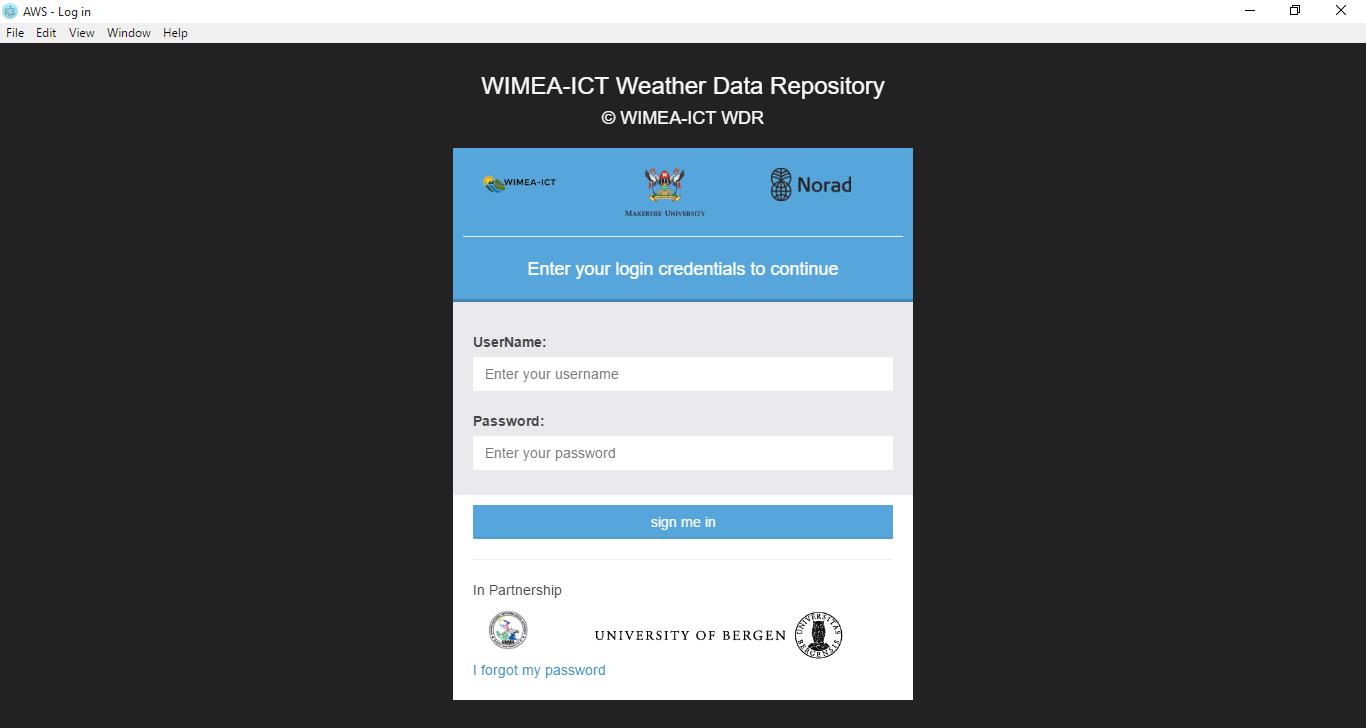 AWS - Log in
File Edit View Window Help
WIMEA-ICT Weather Data Repository
© WIMEA-ICT WDR
WIMEA-ICT
MAKERERE UNIVERSITY
Norad
Enter your login credentials to continue
UserName:
Enter your username
Password:
Enter your password
sign me in
In Partnership
UNIVERSITY OF BERGEN
UNIVERSITAS BERGENSIS
I forgot my password